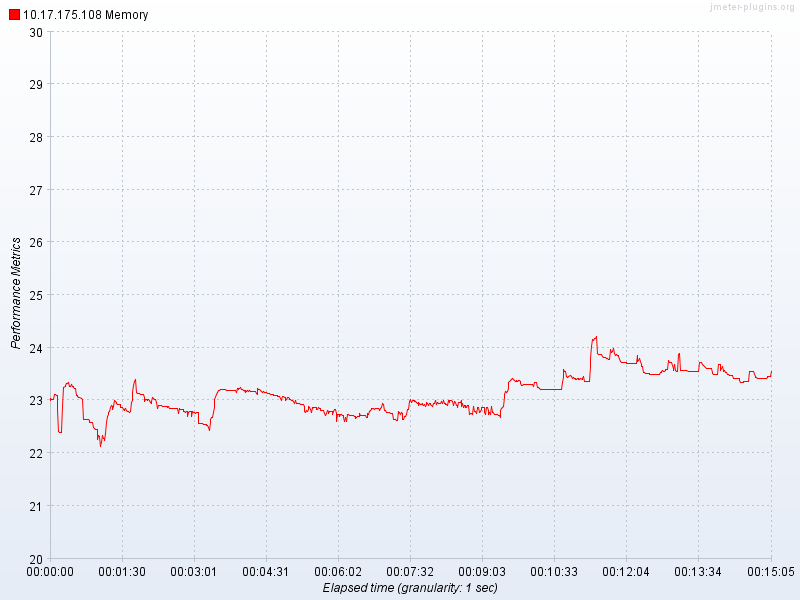 jmeter-plugins.org
10.17.175.108 Memory
30
29
28
27
26
25
24
23
22
21
20
Performance Metrics
00:00:00 00:01:30 00:03:01 00:04:31 00:06:02 00:07:32 00:09:03 00:10:33 00:12:04 00:13:34 00:15:05
Elapsed time (granularity: 1 sec)